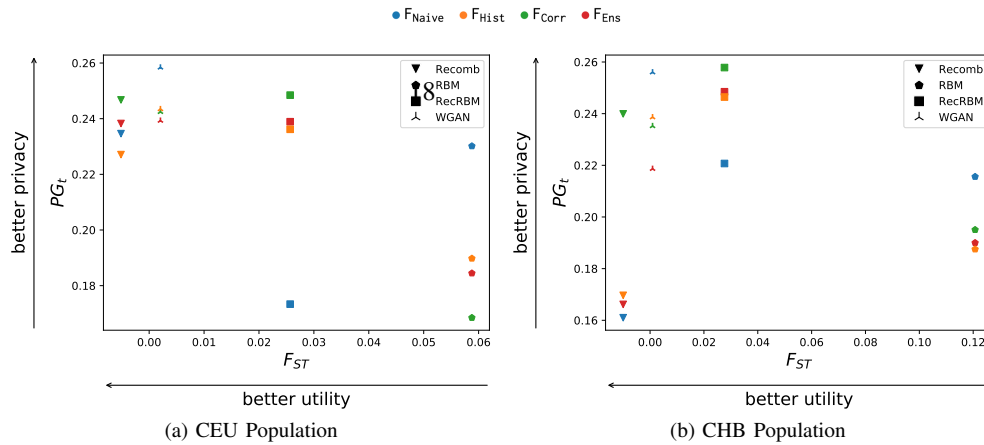 F_Naive F_Hist F_Corr F_Ens
better privacy
PG_t
0.26
0.24
0.22
0.20
0.18
Recomb
RBM
18
RecRBM
WGAN
0.00 0.01 0.02 0.03 0.04 0.05 0.06
F_ST
better utility
(a) CEU Population
better privacy
PG_t
0.26
0.24
0.22
0.20
0.18
0.16
Recomb
RBM
RecRBM
WGAN
0.00 0.02 0.04 0.06 0.08 0.10 0.12
F_ST
better utility
(b) CHB Population